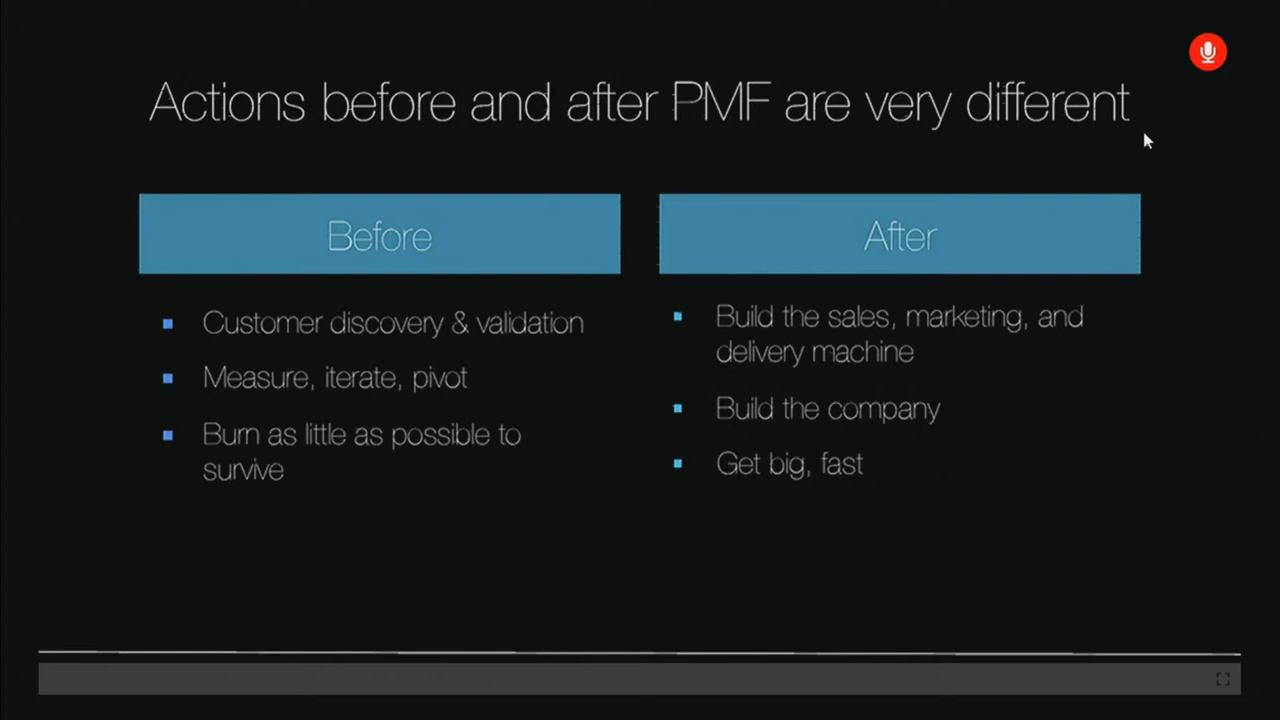 Actions before and after PMF are very different
Before
Customer discovery & validation
Measure, iterate, pivot
Burn as little as possible to
survive
After
Build the sales, marketing, and
delivery machine
Build the company
Get big, fast